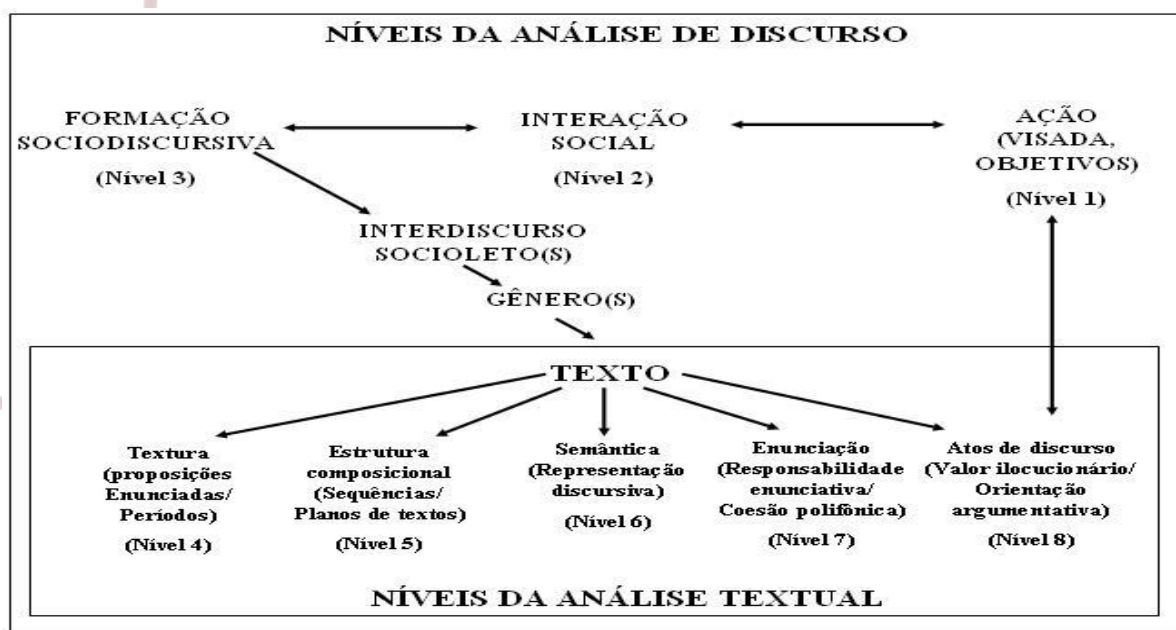 NÍVEIS DA ANÁLISE DE DISCURSO
FORMAÇÃO
SOCIODISCURSIVA
(Nível 3)
INTERAÇÃO
SOCIAL
(Nível 2)
AÇÃO
(VISADA,
OBJETIVOS)
(Nível 1)
INTERDISCURSO
SOCIOLETO(S)
GÊNERO(S)
TEXTO
Textura
(proposições
Enunciadas/
Períodos)
(Nível 4)
Estrutura
composicional
(Sequências/
Planos de textos)
(Nível 5)
Semântica
(Representação
discursiva)
(Nível 6)
Enunciação
(Responsabilidade
enunciativa/
Coesão polifônica)
(Nível 7)
Atos de discurso
(Valor ilocucionário/
Orientação
argumentativa)
(Nível 8)
NÍVEIS DA ANÁLISE TEXTUAL